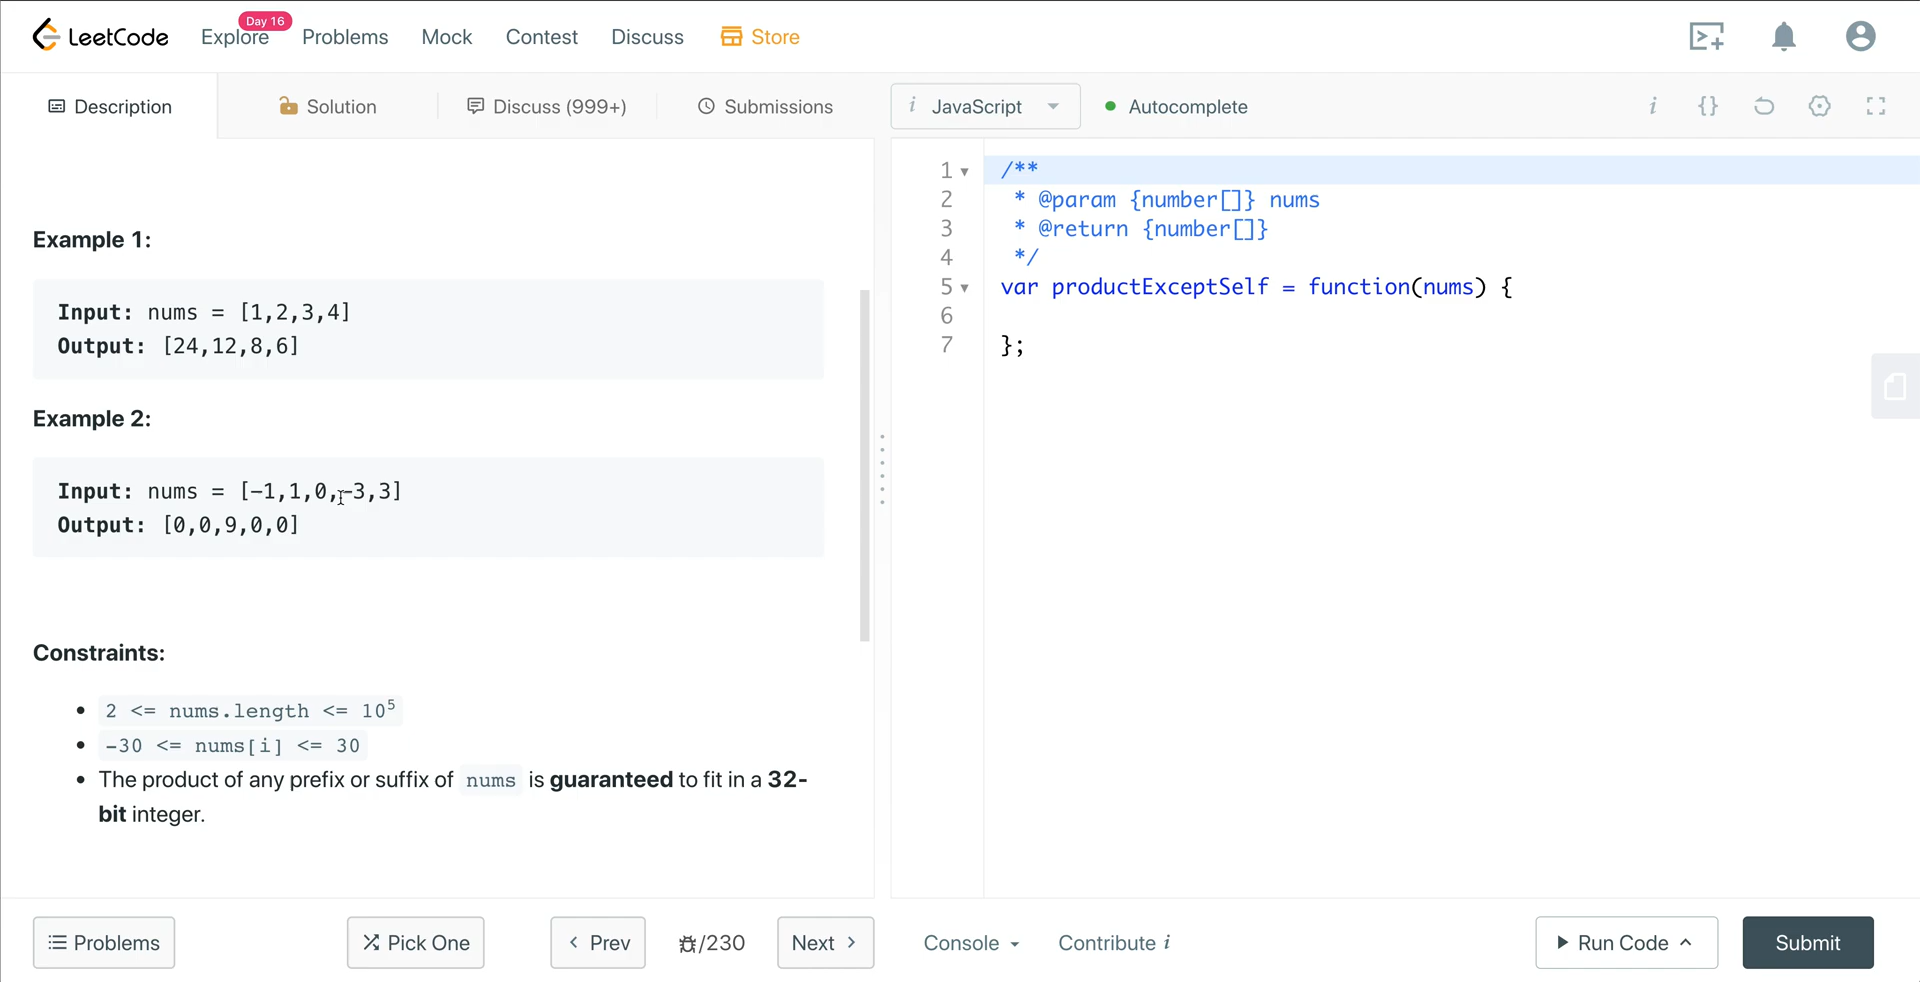 LeetCode
Day 16
Explore Problems Mock Contest Discuss Store
Description Solution Discuss (999+) Submissions
i JavaScript Autocomplete i {}
Example 1:
Input: nums = [1,2,3,4]
Output: [24,12,8,6]
Example 2:
Input: nums = [-1,1,0,-3,3]
Output: [0,0,9,0,0]
Constraints:
2 <= nums.length <= 10⁵
-30 <= nums[i] <= 30
The product of any prefix or suffix of nums is guaranteed to fit in a 32-
bit integer.
1 /**
2  * @param {number[]} nums
3  * @return {number[]}
4  */
5 var productExceptSelf = function(nums) {
6
7 };
Problems Pick One < Prev /230 Next > Console Contribute i Run Code Submit